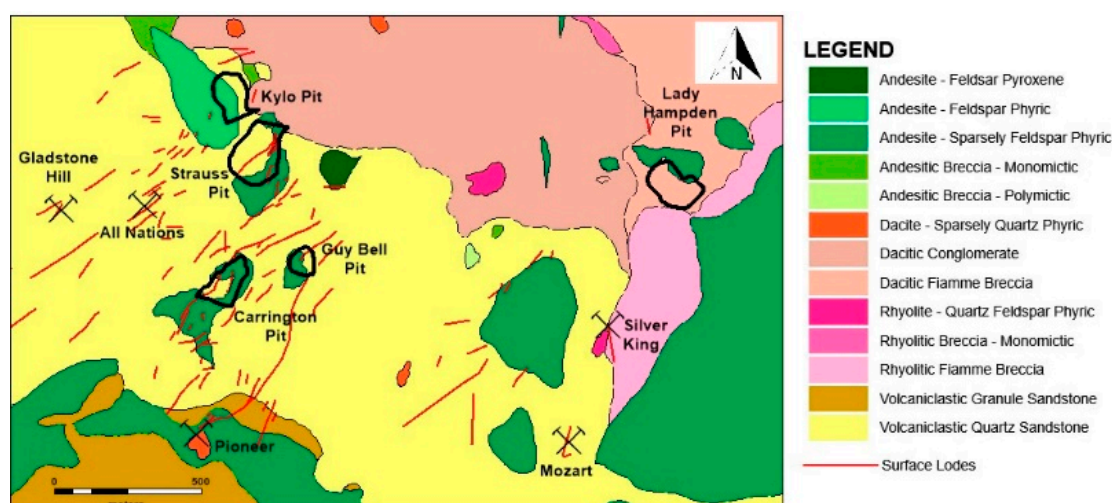 N
Kylo Pit
Lady
Hampden
Pit
Gladstone
Hill
Strauss
Pit
All Nations
Guy Bell
Pit
Carrington
Pit
Silver
King
Pioneer
Mozart
0
500
LEGEND
Andesite - Feldsar Pyroxene
Andesite - Feldspar Phyric
Andesite - Sparsely Feldspar Phyric
Andesitic Breccia - Monomictic
Andesitic Breccia - Polymictic
Dacite - Sparsely Quartz Phyric
Dacitic Conglomerate
Dacitic Fiamme Breccia
Rhyolite - Quartz Feldspar Phyric
Rhyolitic Breccia - Monomictic
Rhyolitic Fiamme Breccia
Volcaniclastic Granule Sandstone
Volcaniclastic Quartz Sandstone
Surface Lodes